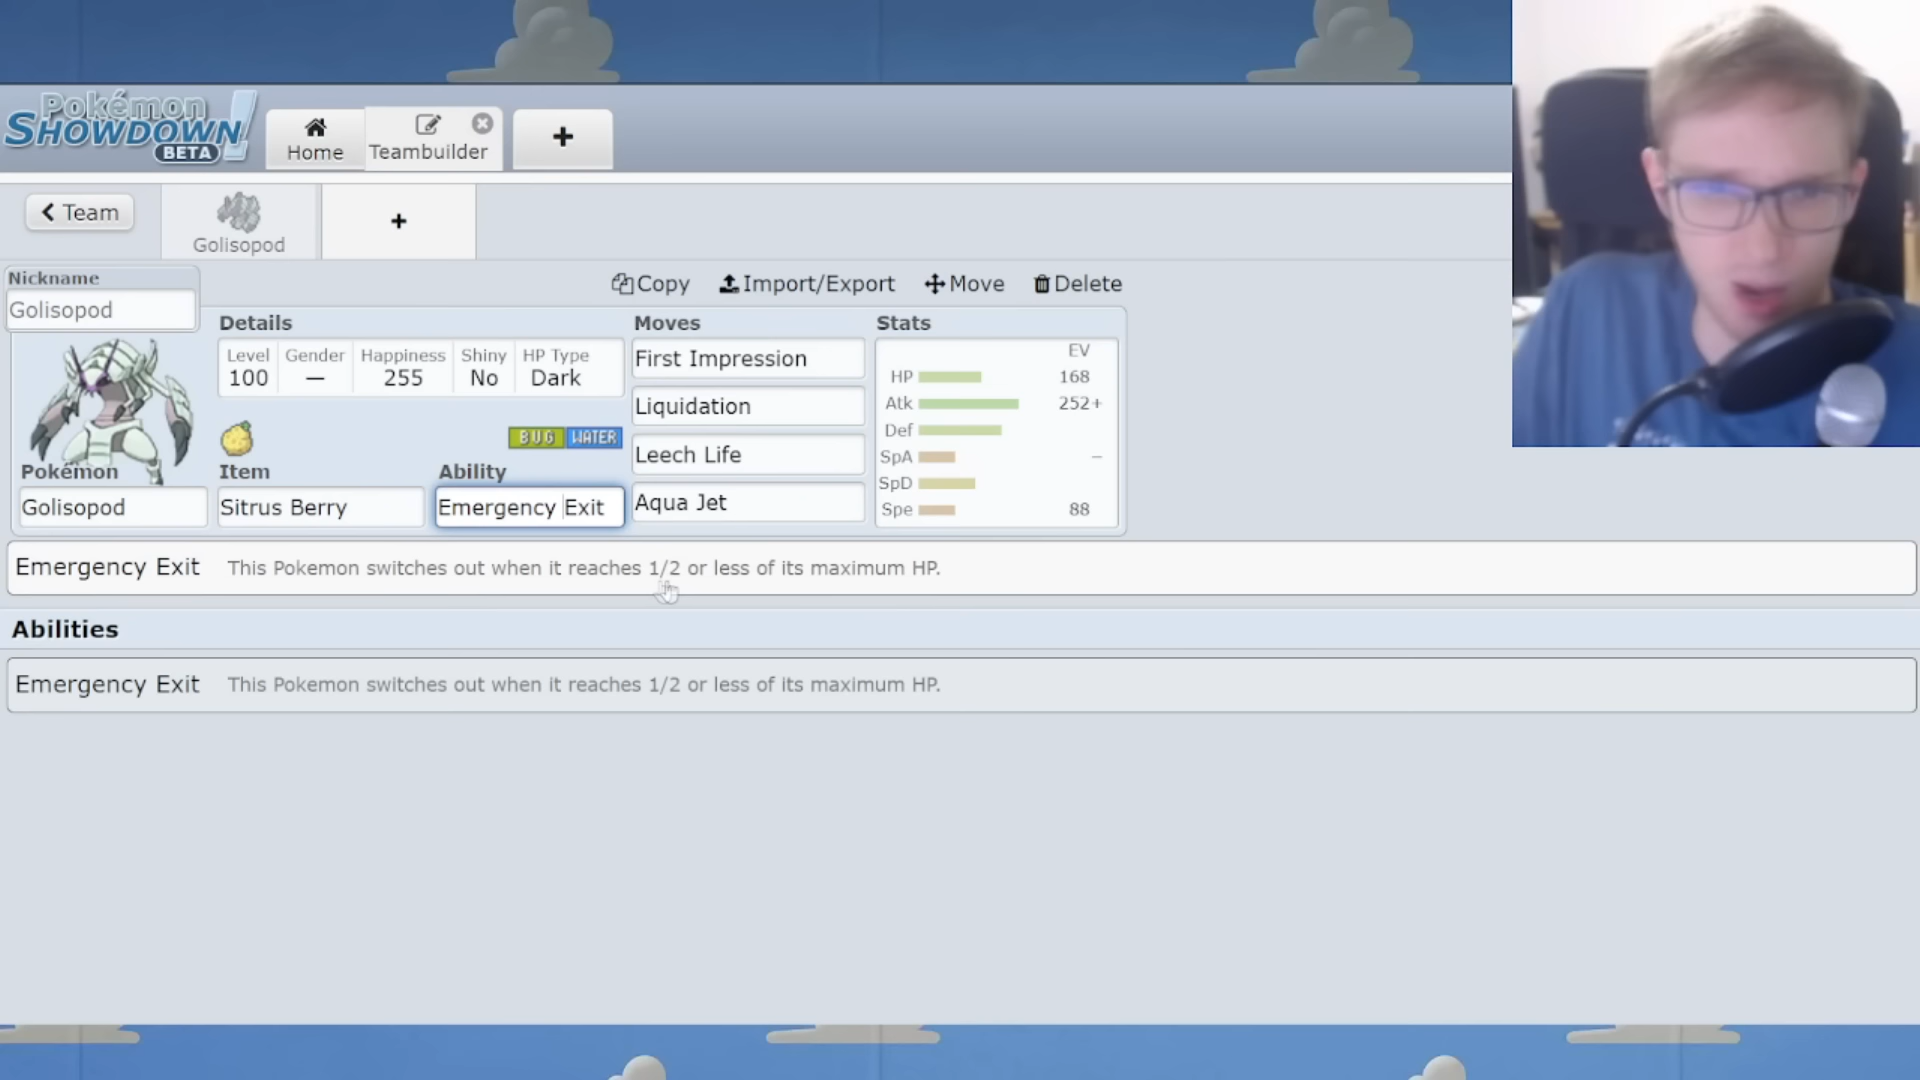 Pokémon
SHOWDOWN!
BETA
Home
Teambuilder
+
Team
Golisopod
+
Nickname
Golisopod
Copy
Import/Export
Move
Delete
Details
Moves
Stats
Level
Gender
Happiness
Shiny
HP Type
100
—
255
No
Dark
First Impression
Liquidation
Leech Life
Aqua Jet
EV
HP 168
Atk 252+
Def
SpA –
SpD
Spe 88
BUG WATER
Pokémon
Item
Ability
Golisopod
Sitrus Berry
Emergency Exit
Emergency Exit This Pokemon switches out when it reaches 1/2 or less of its maximum HP.
Abilities
Emergency Exit This Pokemon switches out when it reaches 1/2 or less of its maximum HP.